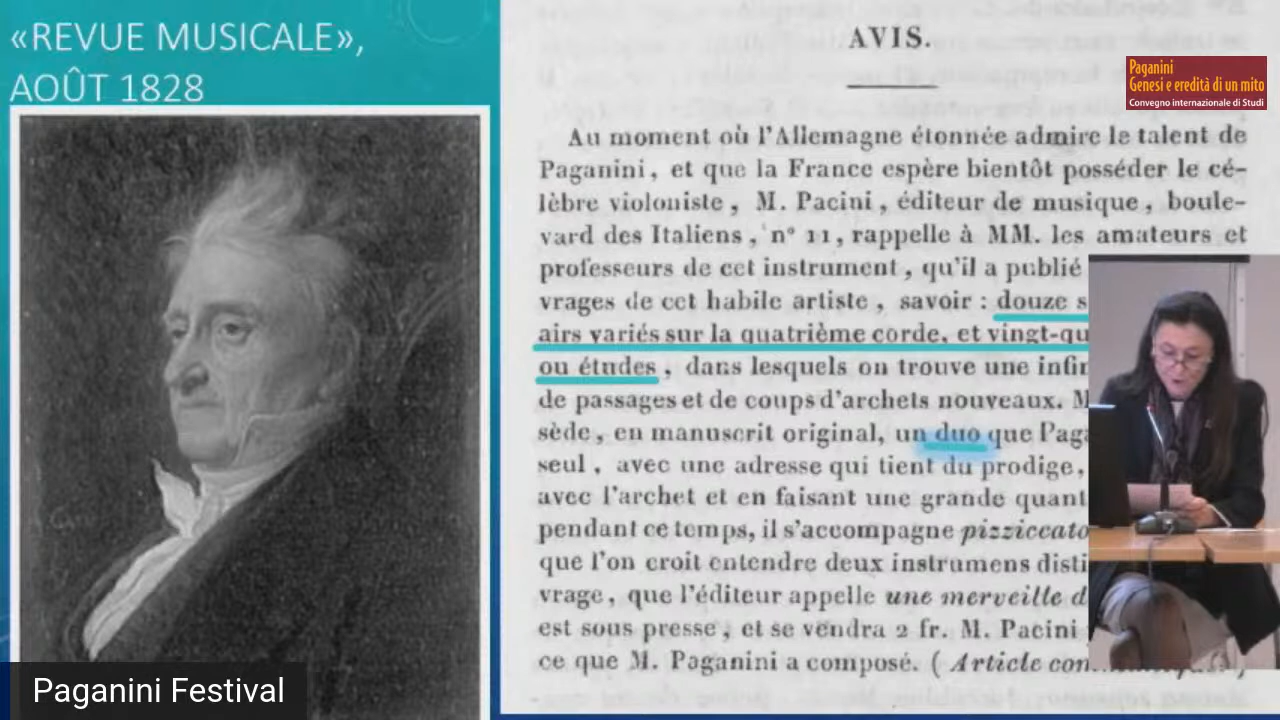 «REVUE MUSICALE»,
AOÛT 1828
AVIS.
Paganini
Genesi e eredità di un mito
Convegno internazionale di Studi
Au moment où l'Allemagne étonnée admire le talent de
Paganini, et que la France espère bientôt posséder le cé-
lèbre violoniste, M. Pacini, éditeur de musique, boule-
vard des Italiens, n° 11, rappelle à MM. les amateurs et
professeurs de cet instrument, qu'il a publié
vrages de cet habile artiste, savoir : douze
airs variés sur la quatrième corde, et
ou études, dans lesquels on trouve une
de passages et de coups d'archets nouveaux.
sède, en manuscrit original, un duo que
seul, avec une adresse qui tient du prodige,
avec l'archet et en faisant une grande
pendant ce temps, il s'accompagne pizziccato
que l'on croit entendre deux instrumens
vrage, que l'éditeur appelle une merveille
est sous presse, et se vendra 2 fr. M. Pacini
ce que M. Paganini a composé. ( Article
Paganini Festival